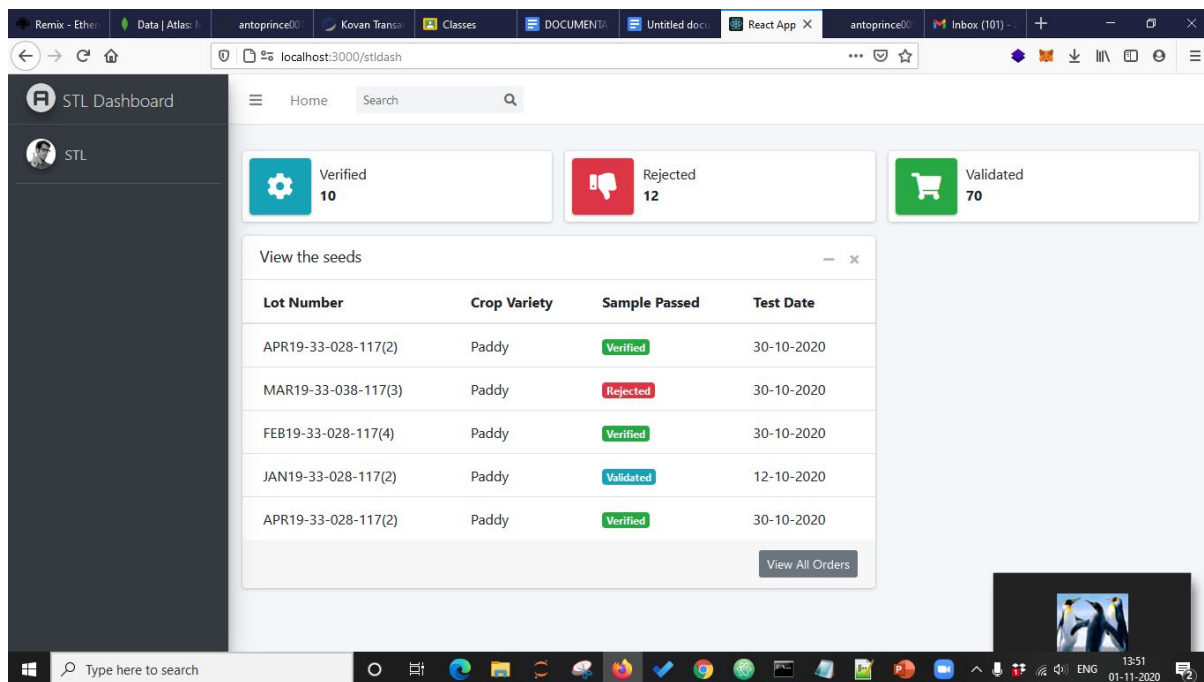 Remix - Ether
Data | Atlas: M
antoprince00
Kovan Transac
Classes
DOCUMENTA
Untitled docu
React App
antoprince00
Inbox (101) -
localhost:3000/stldash
STL Dashboard
Home
Search
STL
Verified
10
Rejected
12
Validated
70
View the seeds
Lot Number Crop Variety Sample Passed Test Date
APR19-33-028-117(2) Paddy Verified 30-10-2020
MAR19-33-038-117(3) Paddy Rejected 30-10-2020
FEB19-33-028-117(4) Paddy Verified 30-10-2020
JAN19-33-028-117(2) Paddy Validated 12-10-2020
APR19-33-028-117(2) Paddy Verified 30-10-2020
View All Orders
Type here to search
ENG
13:51
01-11-2020